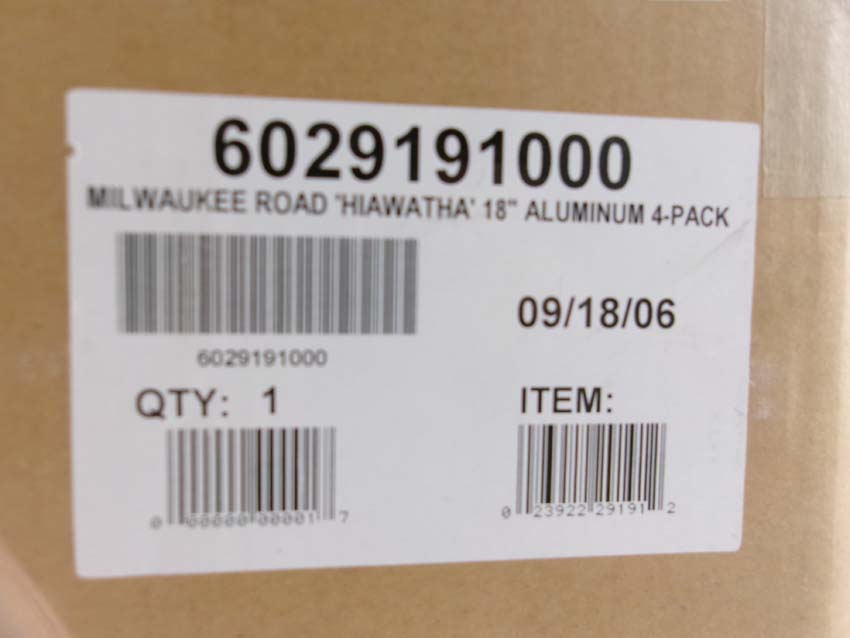 6029191000
MILWAUKEE ROAD 'HIAWATHA' 18" ALUMINUM 4-PACK
09/18/06
6029191000
QTY: 1
ITEM:
0 00000 00001 7
0 23922 29191 2